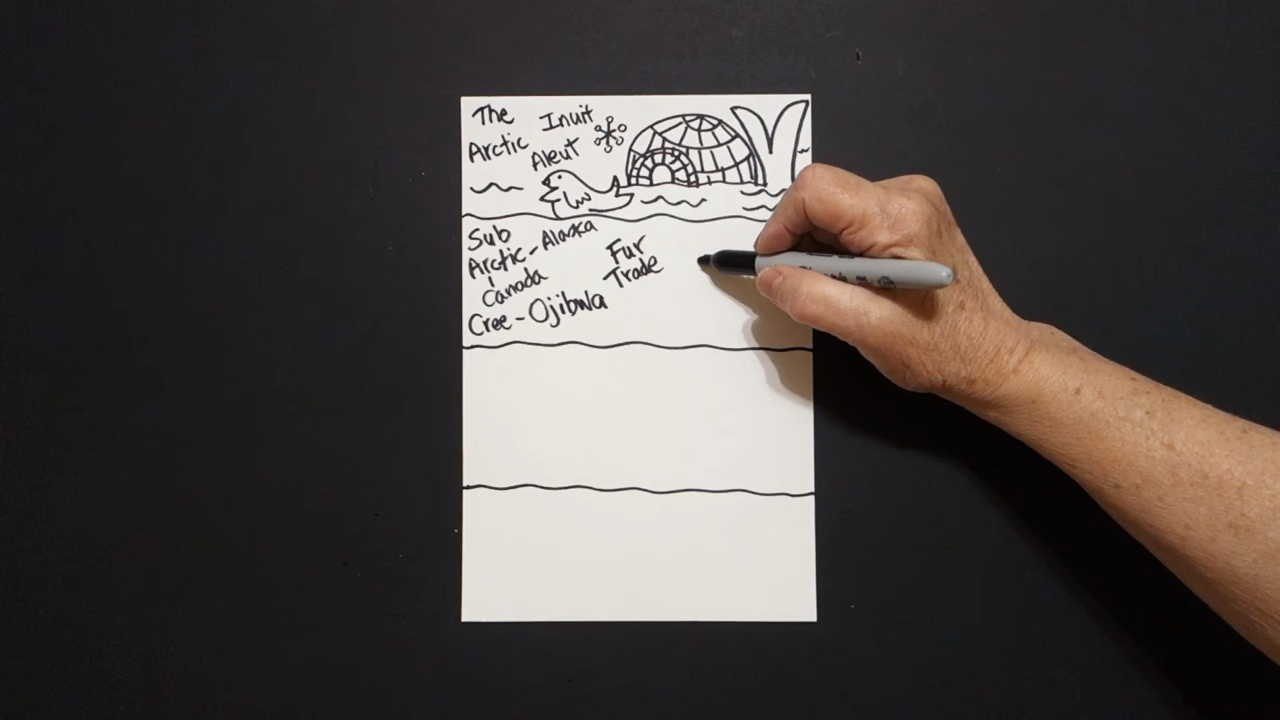 The Arctic
Inuit
Aleut
Sub
Arctic-Alaska
Canada
Cree-Ojibwa
Fur
Trade